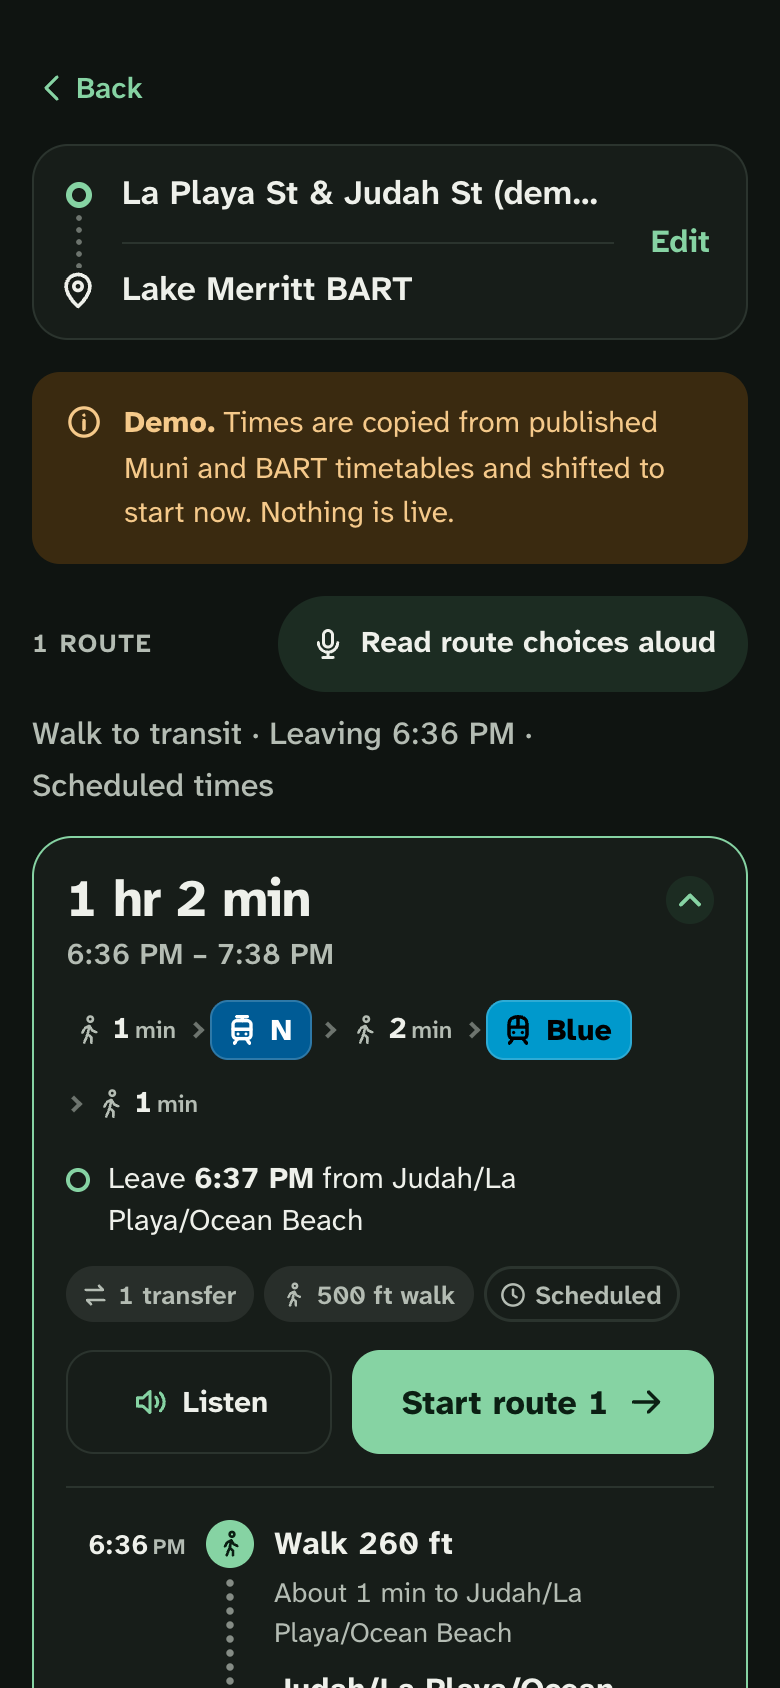 Back
La Playa St & Judah St (dem...
Edit
Lake Merritt BART
Demo. Times are copied from published
Muni and BART timetables and shifted to
start now. Nothing is live.
1 ROUTE
Read route choices aloud
Walk to transit · Leaving 6:36 PM ·
Scheduled times
1 hr 2 min
6:36 PM – 7:38 PM
1 min > N > 2 min > Blue
> 1 min
Leave 6:37 PM from Judah/La
Playa/Ocean Beach
1 transfer
500 ft walk
Scheduled
Listen
Start route 1 →
6:36 PM
Walk 260 ft
About 1 min to Judah/La
Playa/Ocean Beach
Judah/La Playa/Ocean